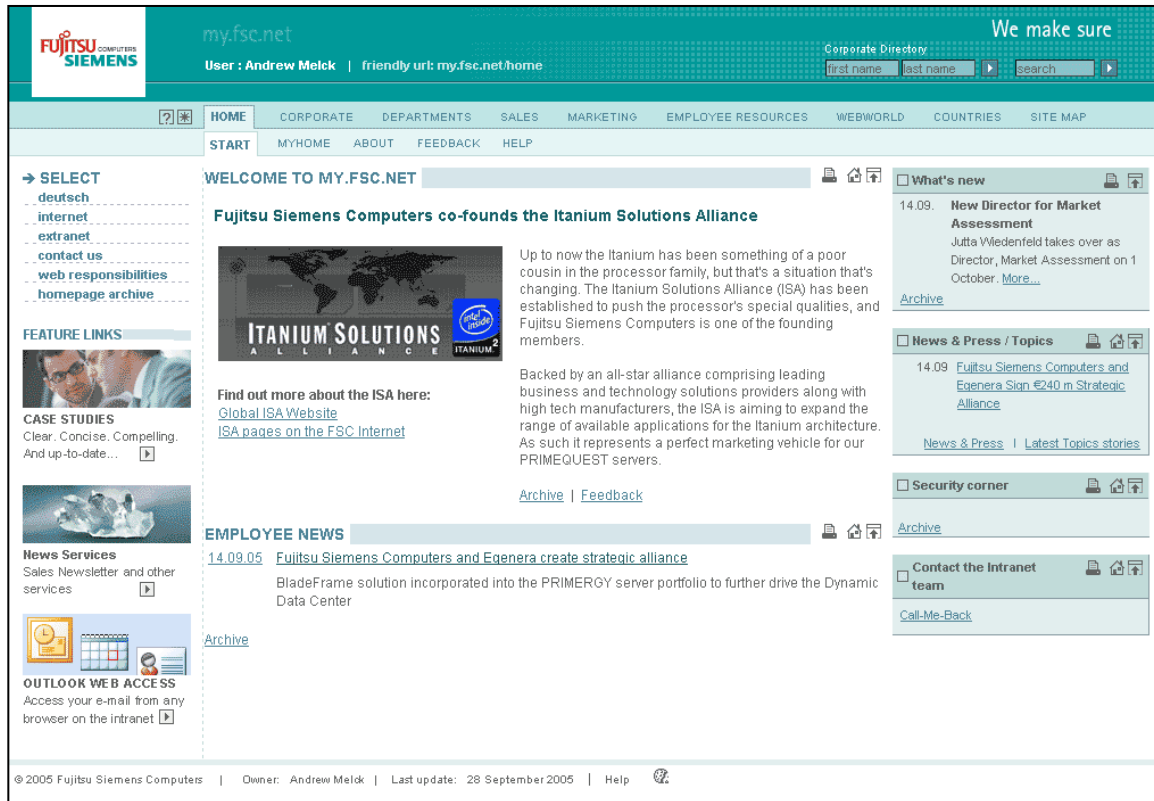 FUJITSU COMPUTERS
SIEMENS
my.fsc.net
User : Andrew Melck | friendly url: my.fsc.net/home
We make sure
Corporate Directory
first name last name search
? HOME CORPORATE DEPARTMENTS SALES MARKETING EMPLOYEE RESOURCES WEBWORLD COUNTRIES SITE MAP
START MYHOME ABOUT FEEDBACK HELP
SELECT
deutsch
internet
extranet
contact us
web responsibilities
homepage archive
FEATURE LINKS
CASE STUDIES
Clear. Concise. Compelling.
And up-to-date...
News Services
Sales Newsletter and other
services
OUTLOOK WEB ACCESS
Access your e-mail from any
browser on the intranet
WELCOME TO MY.FSC.NET
Fujitsu Siemens Computers co-founds the Itanium Solutions Alliance
ITANIUM SOLUTIONS
ALLIANCE
intel
inside
ITANIUM 2
Find out more about the ISA here:
Global ISA Website
ISA pages on the FSC Internet
Up to now the Itanium has been something of a poor
cousin in the processor family, but that's a situation that's
changing. The Itanium Solutions Alliance (ISA) has been
established to push the processor's special qualities, and
Fujitsu Siemens Computers is one of the founding
members.
Backed by an all-star alliance comprising leading
business and technology solutions providers along with
high tech manufacturers, the ISA is aiming to expand the
range of available applications for the Itanium architecture.
As such it represents a perfect marketing vehicle for our
PRIMEQUEST servers.
Archive | Feedback
EMPLOYEE NEWS
14.09.05 Fujitsu Siemens Computers and Egenera create strategic alliance
BladeFrame solution incorporated into the PRIMERGY server portfolio to further drive the Dynamic
Data Center
Archive
What's new
14.09. New Director for Market
Assessment
Jutta Wiedenfeld takes over as
Director, Market Assessment on 1
October. More...
Archive
News & Press / Topics
14.09 Fujitsu Siemens Computers and
Egenera Sign €240 m Strategic
Alliance
News & Press | Latest Topics stories
Security corner
Archive
Contact the Intranet
team
Call-Me-Back
© 2005 Fujitsu Siemens Computers | Owner: Andrew Melck | Last update: 28 September 2005 | Help